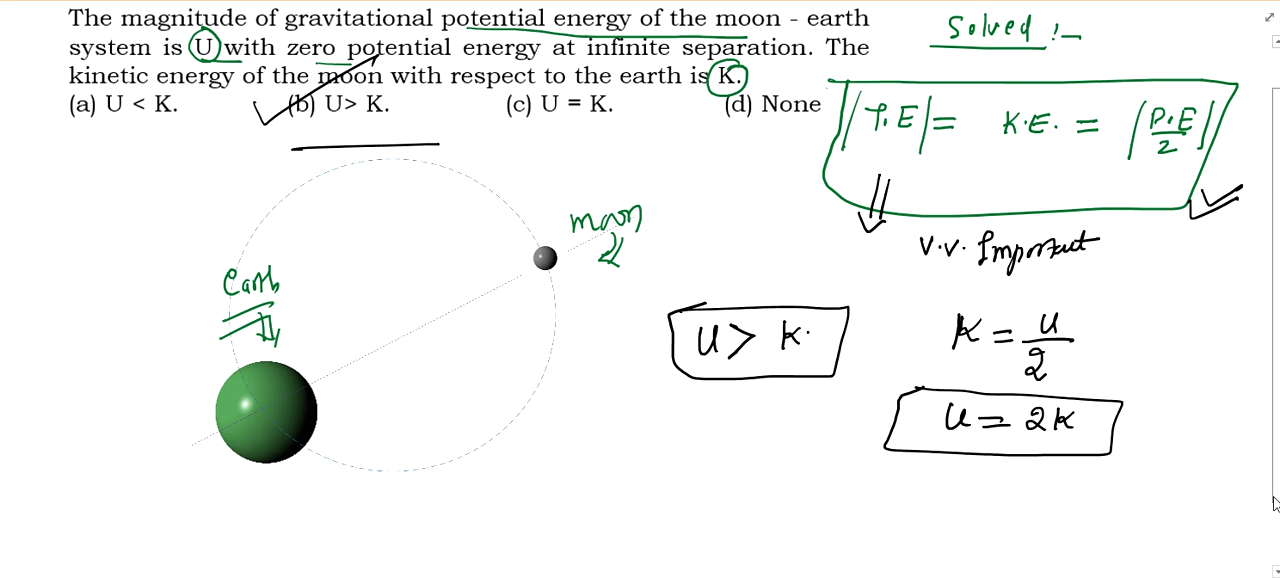 The magnitude of gravitational potential energy of the moon - earth
system is U with zero potential energy at infinite separation. The
kinetic energy of the moon with respect to the earth is K.
(a) U < K. (b) U> K. (c) U = K. (d) None
Solved :-
|T.E| = K.E. = |P.E/2|
V.V. Important
moon
Earth
U > K.
K = U/2
U = 2K